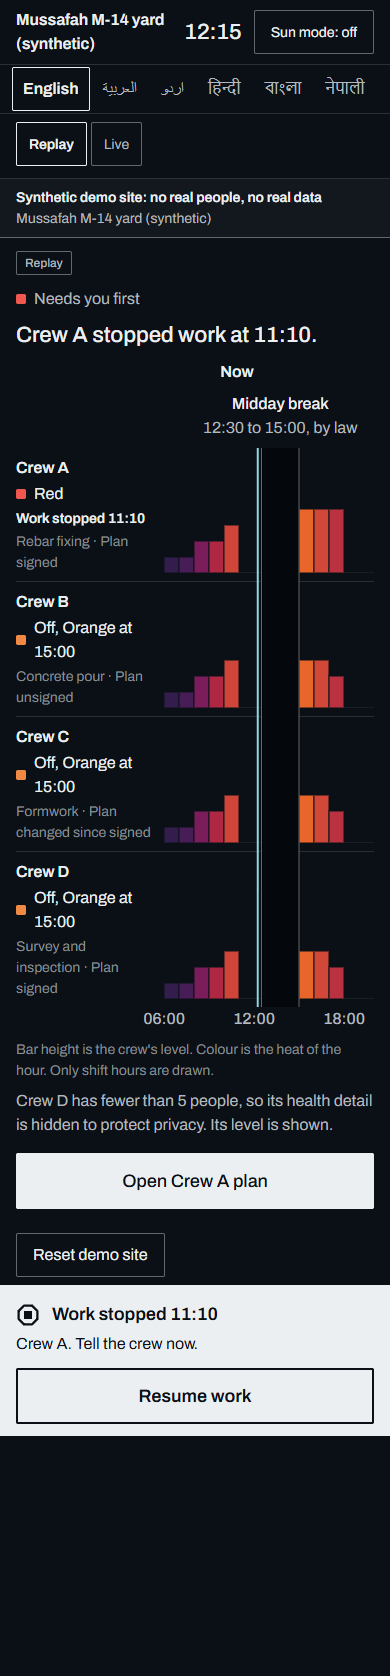 Mussafah M-14 yard
(synthetic)
12:15
Sun mode: off
English
العربية
اردو
हिन्दी
বাংলা
नेपाली
Replay
Live
Synthetic demo site: no real people, no real data
Mussafah M-14 yard (synthetic)
Replay
Needs you first
Crew A stopped work at 11:10.
Now
Midday break
12:30 to 15:00, by law
Crew A
Red
Work stopped 11:10
Rebar fixing · Plan
signed
Crew B
Off, Orange at
15:00
Concrete pour · Plan
unsigned
Crew C
Off, Orange at
15:00
Formwork · Plan
changed since signed
Crew D
Off, Orange at
15:00
Survey and
inspection · Plan
signed
06:00
12:00
18:00
Bar height is the crew's level. Colour is the heat of the
hour. Only shift hours are drawn.
Crew D has fewer than 5 people, so its health detail
is hidden to protect privacy. Its level is shown.
Open Crew A plan
Reset demo site
Work stopped 11:10
Crew A. Tell the crew now.
Resume work